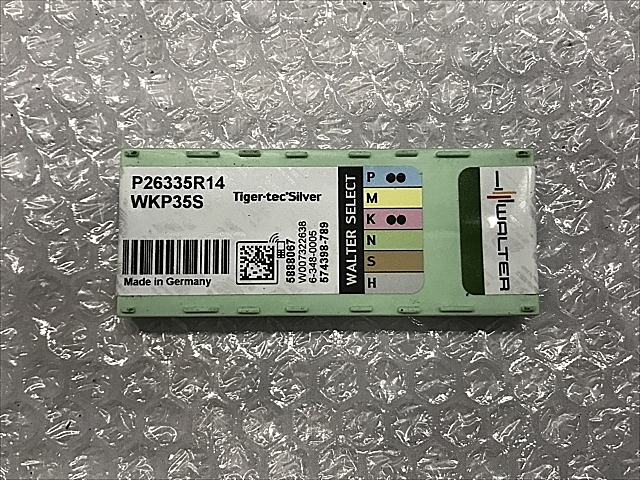 P26335R14
WKP35S
Tiger·tec®Silver
Made in Germany
5888067
W007322638
6-348-0005
574398-789
WALTER SELECT
P
M
K
N
S
H
WALTER